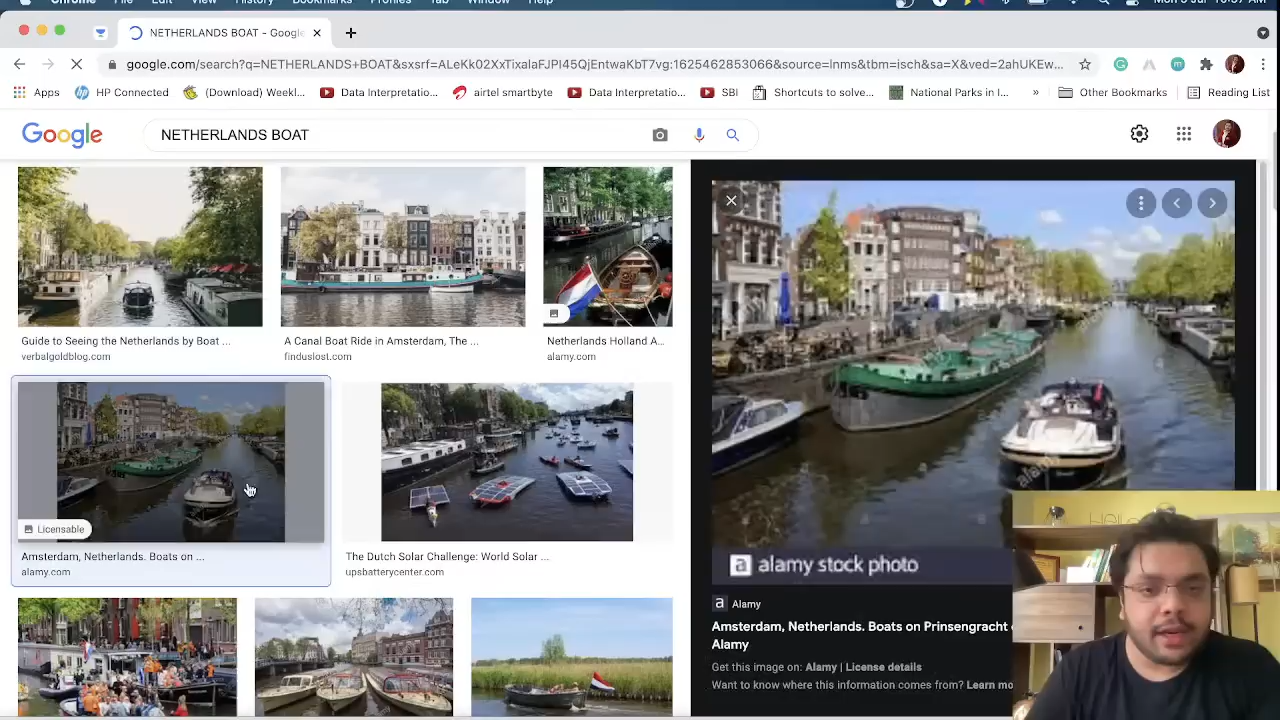 Chrome File Edit View History Bookmarks Profiles Tab Window Help
NETHERLANDS BOAT - Google
google.com/search?q=NETHERLANDS+BOAT&sxsrf=ALeKk02XxTixalaFJPI45QjEntwaKbT7vg:1625462853066&source=lnms&tbm=isch&sa=X&ved=2ahUKEw...
Apps HP Connected (Download) Weekl... Data Interpretatio... airtel smartbyte Data Interpretatio... SBI Shortcuts to solve... National Parks in I... » Other Bookmarks Reading List
Google NETHERLANDS BOAT
Guide to Seeing the Netherlands by Boat ...
verbalgoldblog.com
A Canal Boat Ride in Amsterdam, The ...
finduslost.com
Netherlands Holland A...
alamy.com
Licensable
Amsterdam, Netherlands. Boats on ...
alamy.com
The Dutch Solar Challenge: World Solar ...
upsbatterycenter.com
alamy
a alamy stock photo
a Alamy
Amsterdam, Netherlands. Boats on Prinsengracht
Alamy
Get this image on: Alamy | License details
Want to know where this information comes from? Learn mo